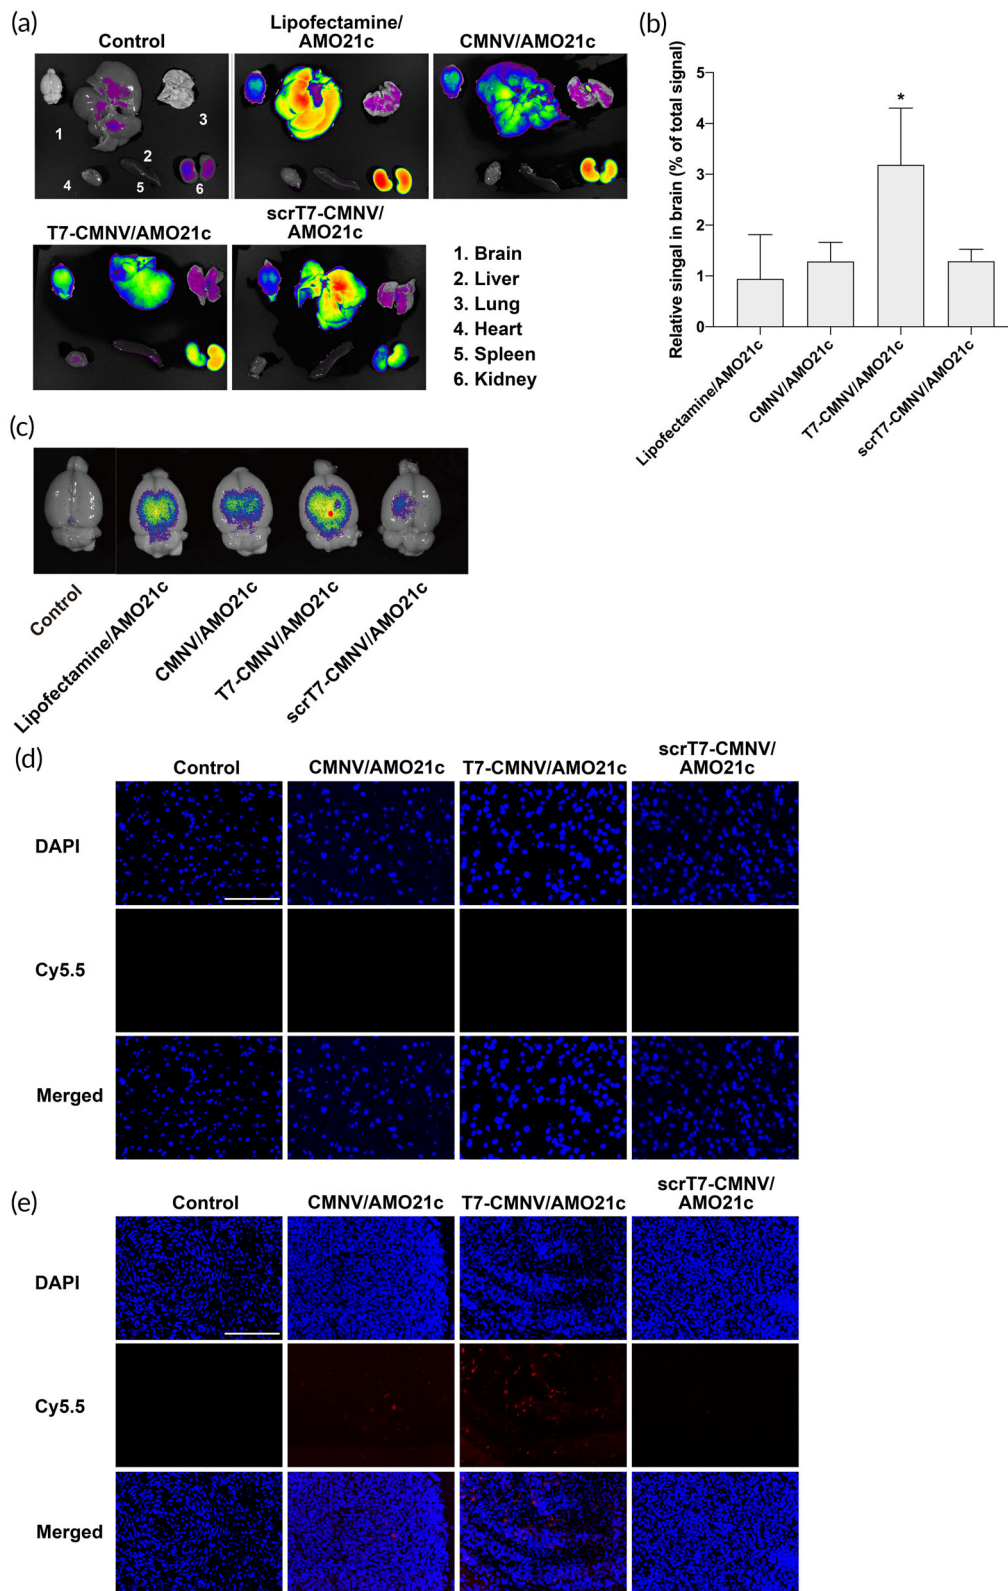 (a)
Control
Lipofectamine/
AMO21c
CMNV/AMO21c
1
2
3
4
5
6
T7-CMNV/AMO21c
scrT7-CMNV/
AMO21c
1. Brain
2. Liver
3. Lung
4. Heart
5. Spleen
6. Kidney
(b)
Relative singal in brain (% of total signal)
5
4
3
2
1
0
*
Lipofectamine/AMO21c
CMNV/AMO21c
T7-CMNV/AMO21c
scrT7-CMNV/AMO21c
(c)
Control
Lipofectamine/AMO21c
CMNV/AMO21c
T7-CMNV/AMO21c
scrT7-CMNV/AMO21c
(d)
Control
CMNV/AMO21c
T7-CMNV/AMO21c
scrT7-CMNV/
AMO21c
DAPI
Cy5.5
Merged
(e)
Control
CMNV/AMO21c
T7-CMNV/AMO21c
scrT7-CMNV/
AMO21c
DAPI
Cy5.5
Merged